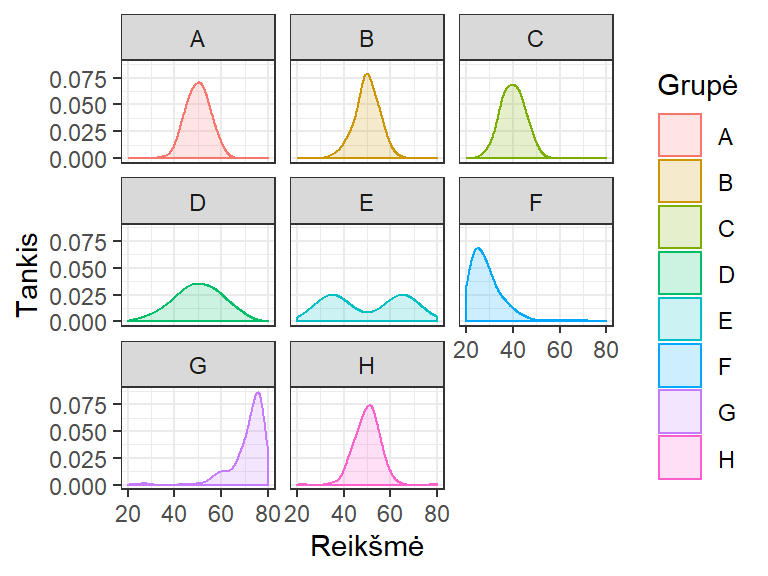 A B C
0.075
0.050
0.025
0.000
D E F
0.075
0.050
0.025
0.000
20 40 60 80
G H
0.075
0.050
0.025
0.000
20 40 60 80 20 40 60 80
Tankis
Reikšmė
Grupė
A
B
C
D
E
F
G
H